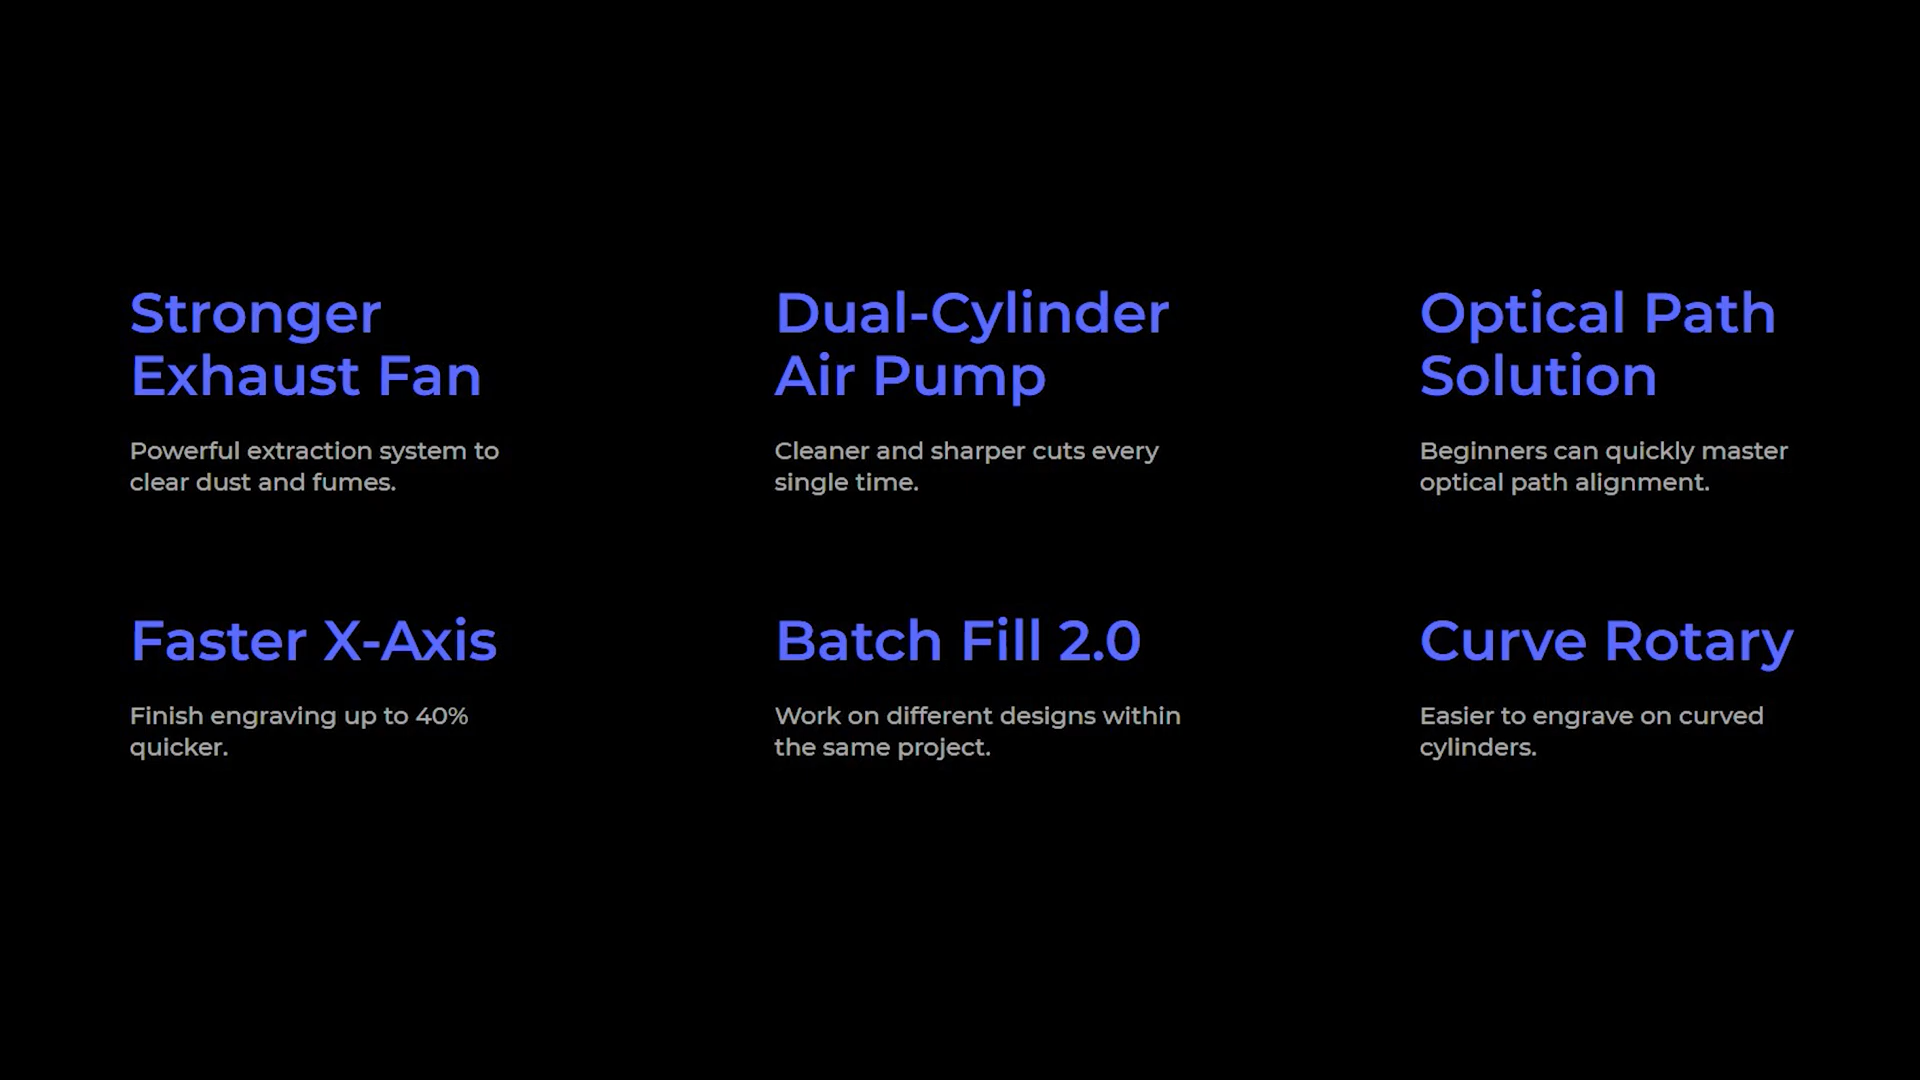 Stronger
Exhaust Fan
Powerful extraction system to
clear dust and fumes.
Dual-Cylinder
Air Pump
Cleaner and sharper cuts every
single time.
Optical Path
Solution
Beginners can quickly master
optical path alignment.
Faster X-Axis
Finish engraving up to 40%
quicker.
Batch Fill 2.0
Work on different designs within
the same project.
Curve Rotary
Easier to engrave on curved
cylinders.